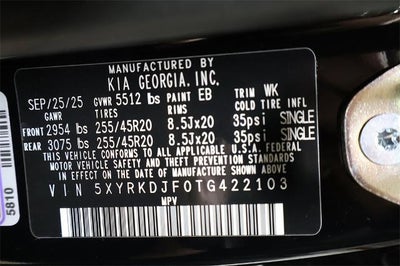 MANUFACTURED BY
KIA GEORGIA, INC.
SEP/25/25 GVWR 5512 lbs PAINT EB TRIM WK
GAWR TIRES RIMS COLD TIRE INFL
FRONT 2954 lbs 255/45R20 8.5Jx20 35psi SINGLE
REAR 3075 lbs 255/45R20 8.5Jx20 35psi SINGLE
THIS VEHICLE CONFORMS TO ALL APPLICABLE U.S.A. FEDERAL
MOTOR VEHICLE SAFETY AND THEFT PREVENTION STANDARDS
IN EFFECT ON THE DATE OF MANUFACTURE SHOWN ABOVE.
VIN 5XYRKDJF0TG422103
MPV
5810